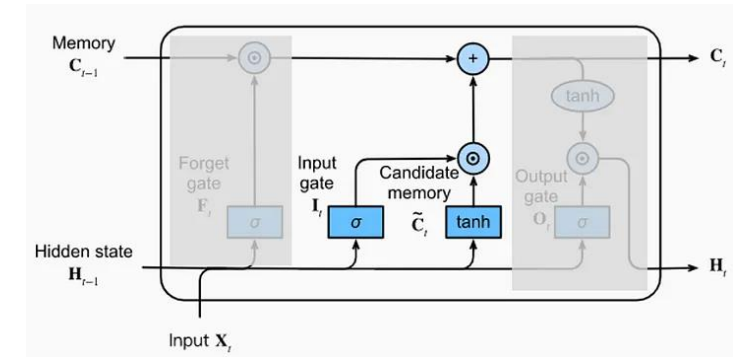 Memory
C_{t-1}
C_t
+
tanh
Forget
gate
F_t
Input
gate
I_t
Candidate
memory
C̃_t
Output
gate
O_t
σ
σ
tanh
σ
Hidden state
H_{t-1}
H_t
Input X_t